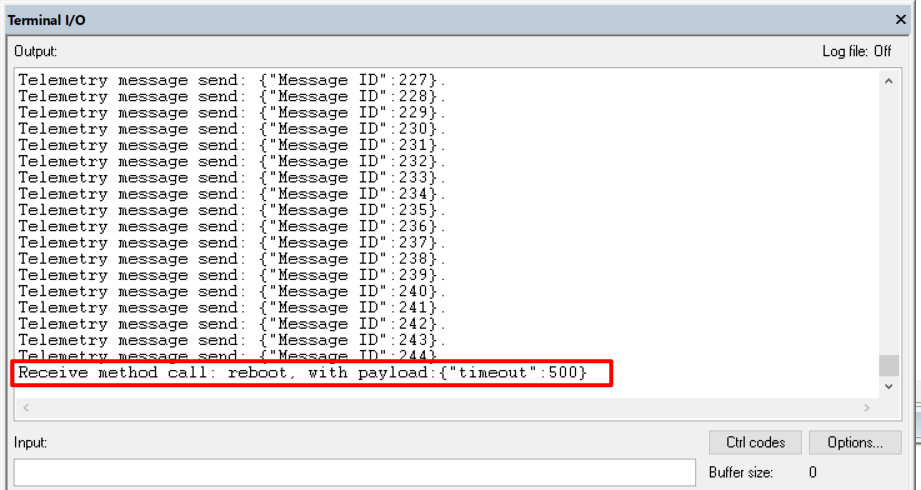 Terminal I/O
Output:
Log file: Off
Telemetry message send: {"Message ID":227}.
Telemetry message send: {"Message ID":228}.
Telemetry message send: {"Message ID":229}.
Telemetry message send: {"Message ID":230}.
Telemetry message send: {"Message ID":231}.
Telemetry message send: {"Message ID":232}.
Telemetry message send: {"Message ID":233}.
Telemetry message send: {"Message ID":234}.
Telemetry message send: {"Message ID":235}.
Telemetry message send: {"Message ID":236}.
Telemetry message send: {"Message ID":237}.
Telemetry message send: {"Message ID":238}.
Telemetry message send: {"Message ID":239}.
Telemetry message send: {"Message ID":240}.
Telemetry message send: {"Message ID":241}.
Telemetry message send: {"Message ID":242}.
Telemetry message send: {"Message ID":243}.
Telemetry message send: {"Message ID":244}.
Receive method call: reboot, with payload:{"timeout":500}
Input:
Ctrl codes
Options...
Buffer size: 0